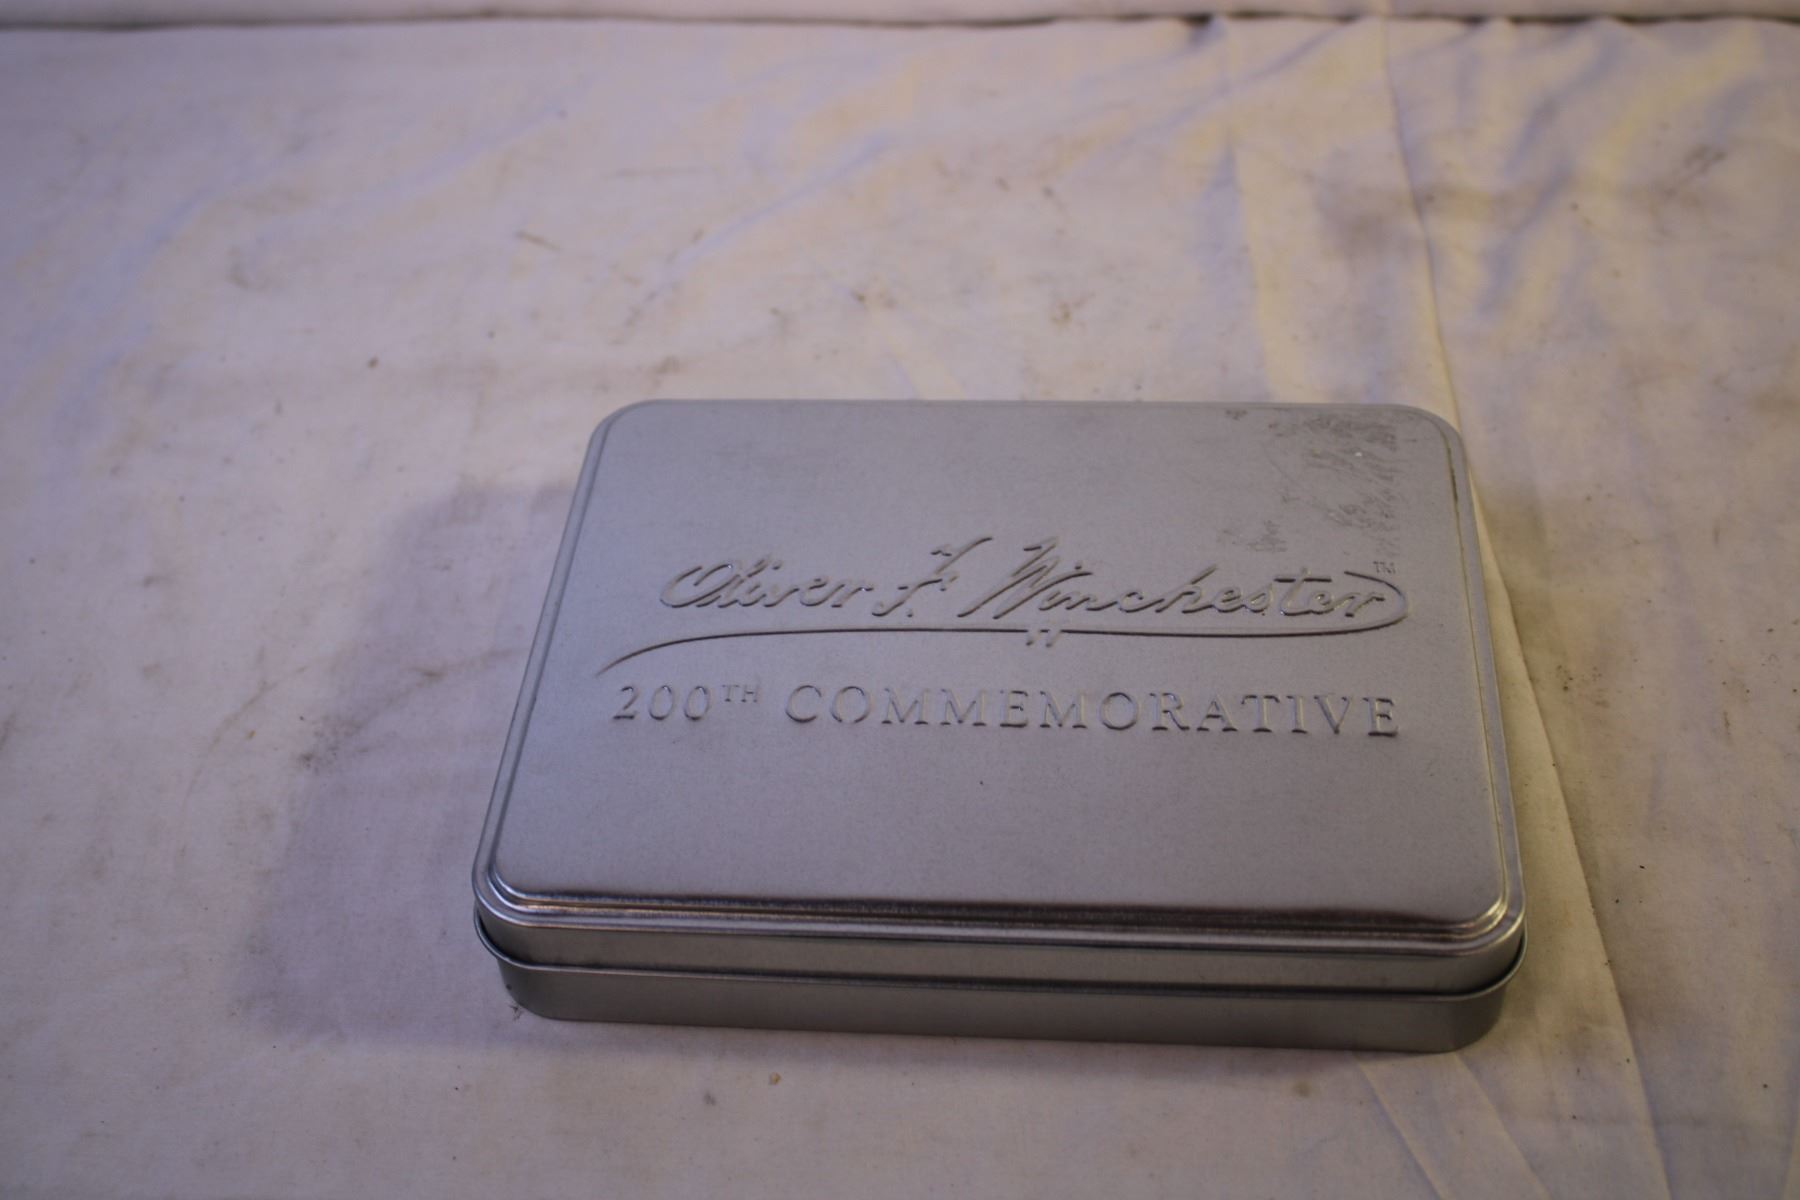 Oliver F. Winchester™
200TH COMMEMORATIVE